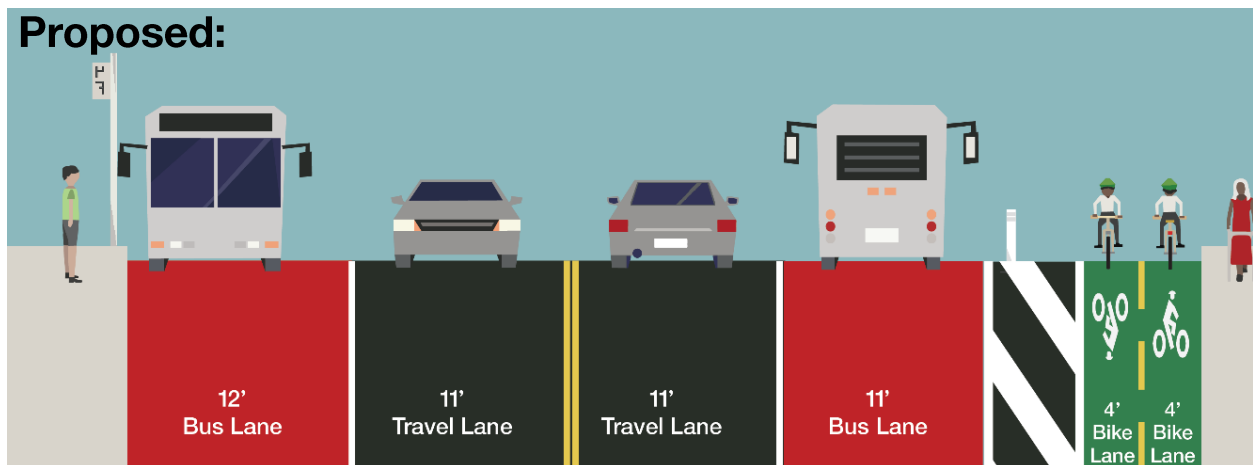 Proposed:
12’
Bus Lane
11’
Travel Lane
11’
Travel Lane
11’
Bus Lane
4’
Bike
Lane
4’
Bike
Lane